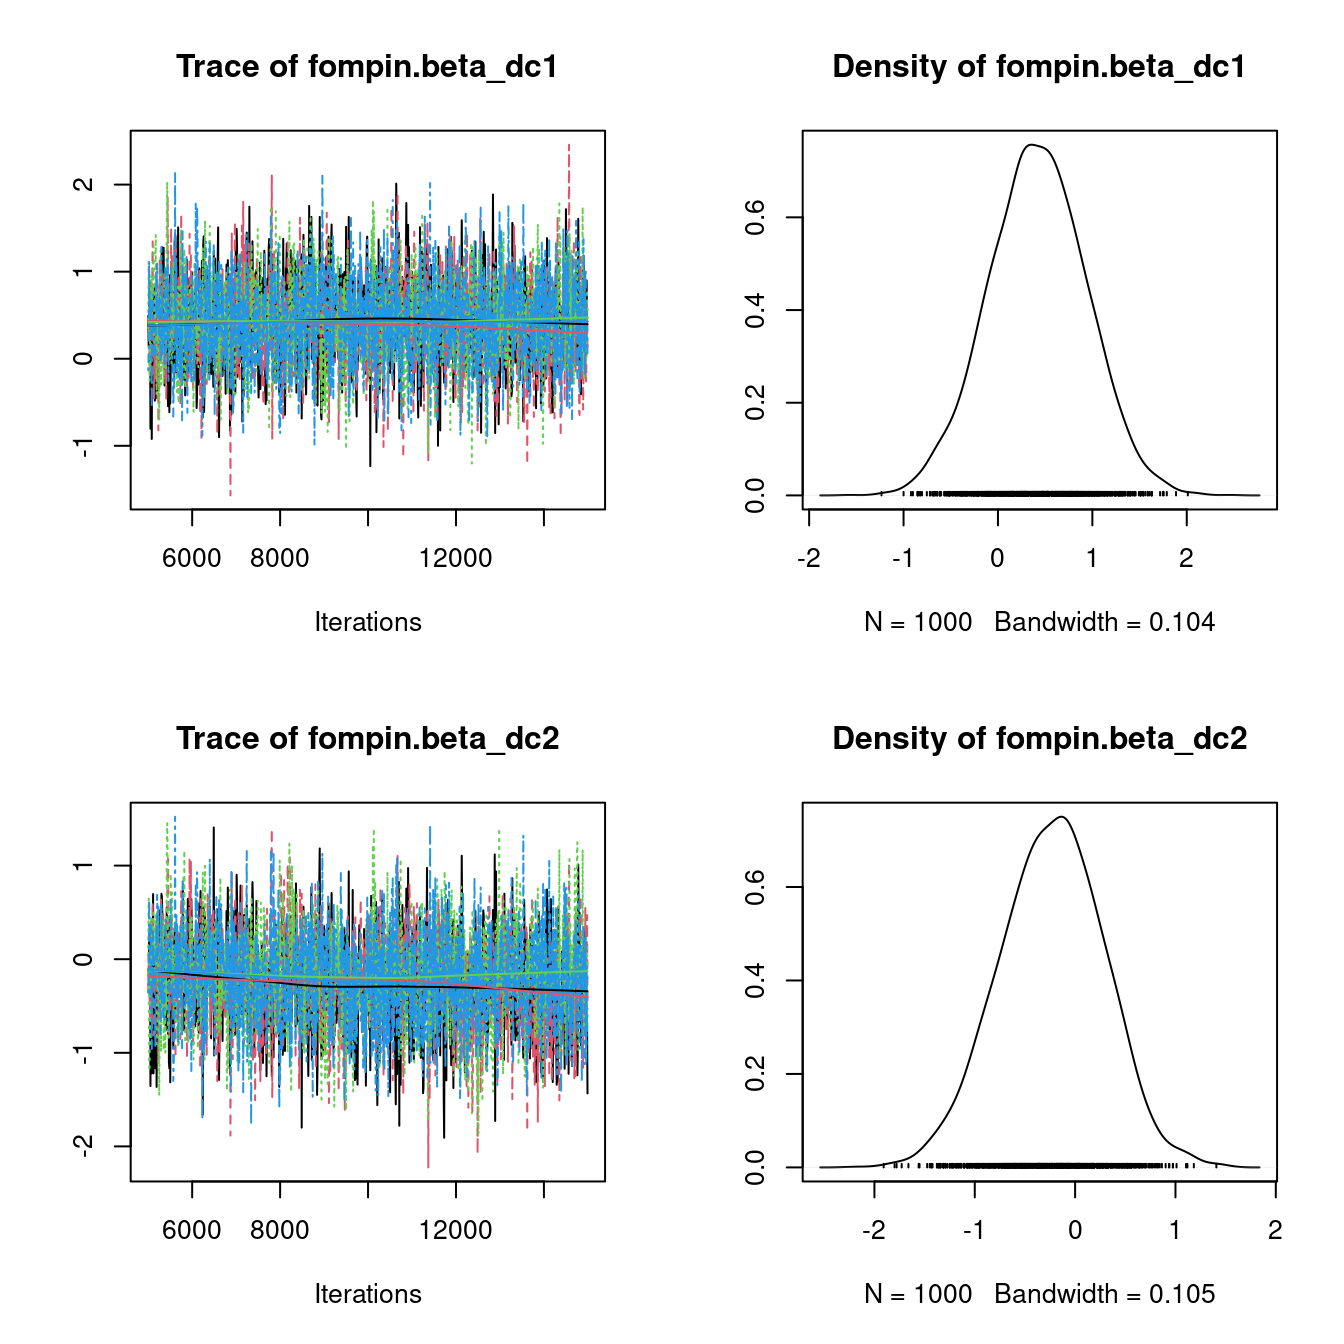 Trace of fompin.beta_dc1
2
1
0
-1
6000 8000 12000
Iterations
Density of fompin.beta_dc1
0.6
0.4
0.2
0.0
-2 -1 0 1 2
N = 1000 Bandwidth = 0.104
Trace of fompin.beta_dc2
1
0
-1
-2
6000 8000 12000
Iterations
Density of fompin.beta_dc2
0.6
0.4
0.2
0.0
-2 -1 0 1 2
N = 1000 Bandwidth = 0.105